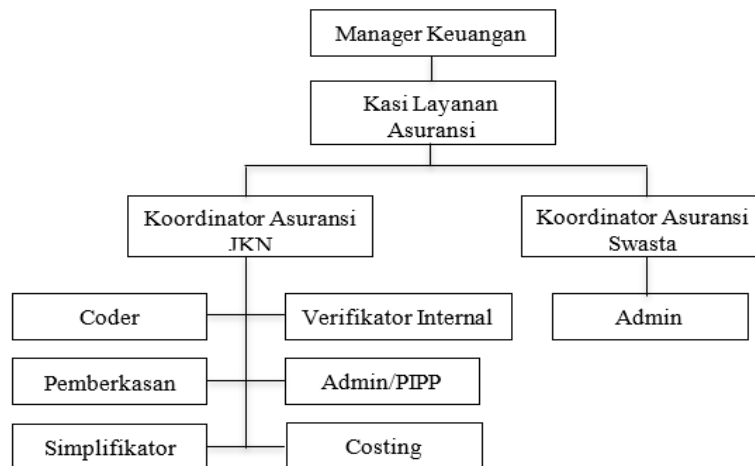 Manager Keuangan
Kasi Layanan
Asuransi
Koordinator Asuransi
JKN
Koordinator Asuransi
Swasta
Coder
Verifikator Internal
Admin
Pemberkasan
Admin/PIPP
Simplifikator
Costing